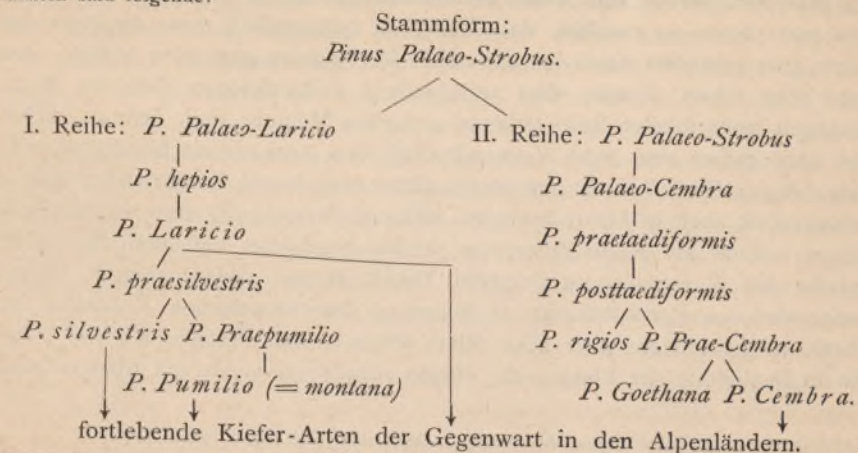 Stammform:
Pinus Palaeo-Strobus.
I. Reihe: P. Palaeo-Laricio II. Reihe: P. Palaeo-Strobus
P. hepios P. Palaeo-Cembra
P. Laricio P. praetaediformis
P. praesilvestris P. posttaediformis
P. silvestris P. Praepumilio P. rigios P. Prae-Cembra
P. Pumilio (= montana) P. Goethana P. Cembra.
fortlebende Kiefer-Arten der Gegenwart in den Alpenländern.